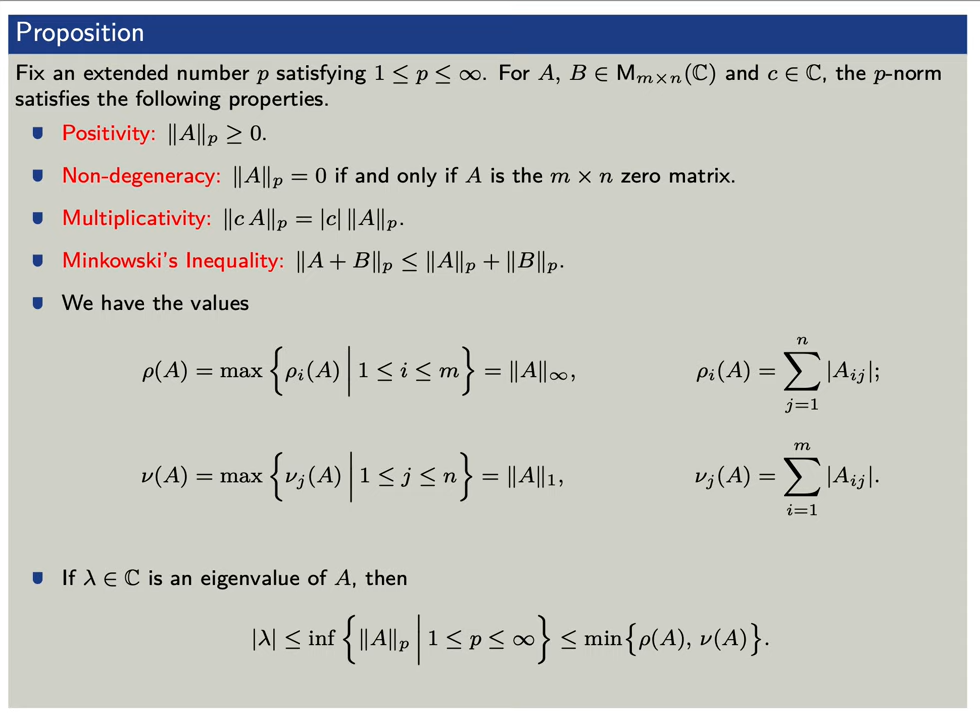 Proposition
Fix an extended number p satisfying 1 ≤ p ≤ ∞. For A, B ∈ M_{m×n}(ℂ) and c ∈ ℂ, the p-norm
satisfies the following properties.
Positivity: ‖A‖_p ≥ 0.
Non-degeneracy: ‖A‖_p = 0 if and only if A is the m × n zero matrix.
Multiplicativity: ‖c A‖_p = |c| ‖A‖_p.
Minkowski's Inequality: ‖A + B‖_p ≤ ‖A‖_p + ‖B‖_p.
We have the values
ρ(A) = max { ρ_i(A) | 1 ≤ i ≤ m } = ‖A‖_∞, ρ_i(A) = ∑_{j=1}^{n} |A_{ij}|;
ν(A) = max { ν_j(A) | 1 ≤ j ≤ n } = ‖A‖_1, ν_j(A) = ∑_{i=1}^{m} |A_{ij}|.
If λ ∈ ℂ is an eigenvalue of A, then
|λ| ≤ inf { ‖A‖_p | 1 ≤ p ≤ ∞ } ≤ min{ρ(A), ν(A)}.